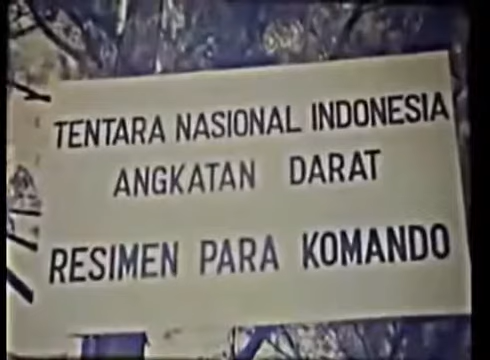 TENTARA NASIONAL INDONESIA
ANGKATAN DARAT
RESIMEN PARA KOMANDO